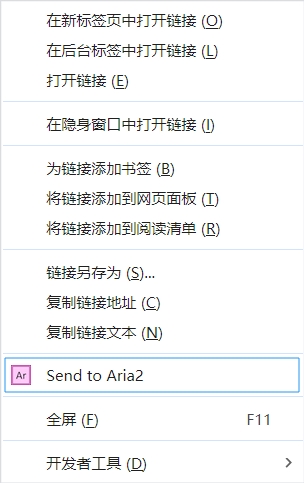 在新标签页中打开链接 (O)
在后台标签中打开链接 (L)
打开链接 (E)
在隐身窗口中打开链接 (I)
为链接添加书签 (B)
将链接添加到网页面板 (T)
将链接添加到阅读清单 (R)
链接另存为 (S)...
复制链接地址 (C)
复制链接文本 (N)
Ar Send to Aria2
全屏 (F) F11
开发者工具 (D)